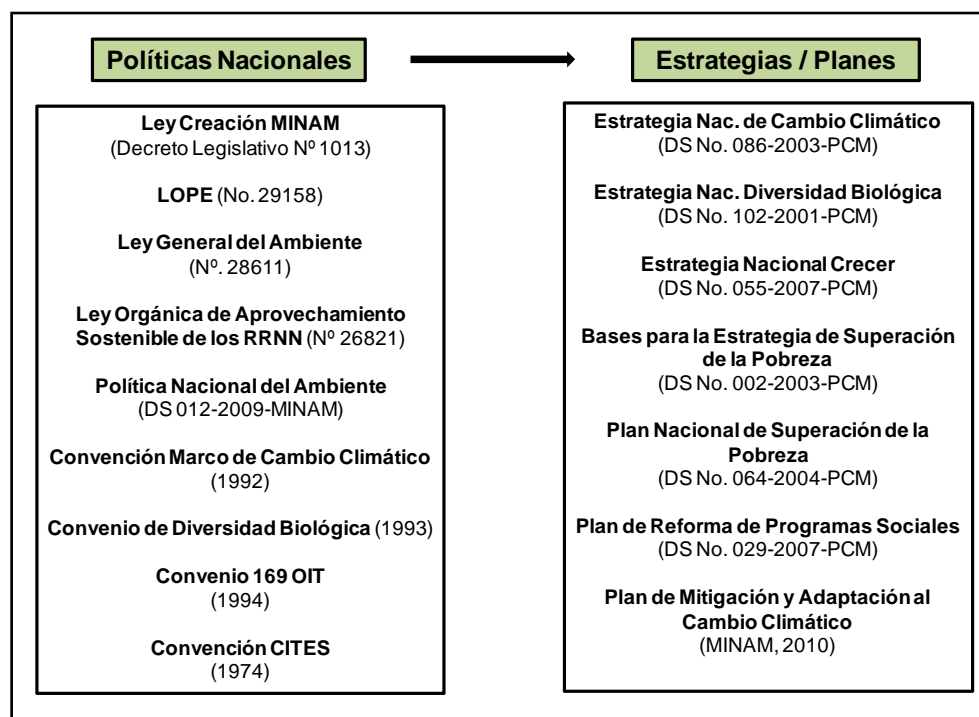 Políticas Nacionales
Ley Creación MINAM
(Decreto Legislativo Nº 1013)
LOPE (No. 29158)
Ley General del Ambiente
(Nº. 28611)
Ley Orgánica de Aprovechamiento
Sostenible de los RRNN (Nº 26821)
Política Nacional del Ambiente
(DS 012-2009-MINAM)
Convención Marco de Cambio Climático
(1992)
Convenio de Diversidad Biológica (1993)
Convenio 169 OIT
(1994)
Convención CITES
(1974)
Estrategias / Planes
Estrategia Nac. de Cambio Climático
(DS No. 086-2003-PCM)
Estrategia Nac. Diversidad Biológica
(DS No. 102-2001-PCM)
Estrategia Nacional Crecer
(DS No. 055-2007-PCM)
Bases para la Estrategia de Superación
de la Pobreza
(DS No. 002-2003-PCM)
Plan Nacional de Superación de la
Pobreza
(DS No. 064-2004-PCM)
Plan de Reforma de Programas Sociales
(DS No. 029-2007-PCM)
Plan de Mitigación y Adaptación al
Cambio Climático
(MINAM, 2010)